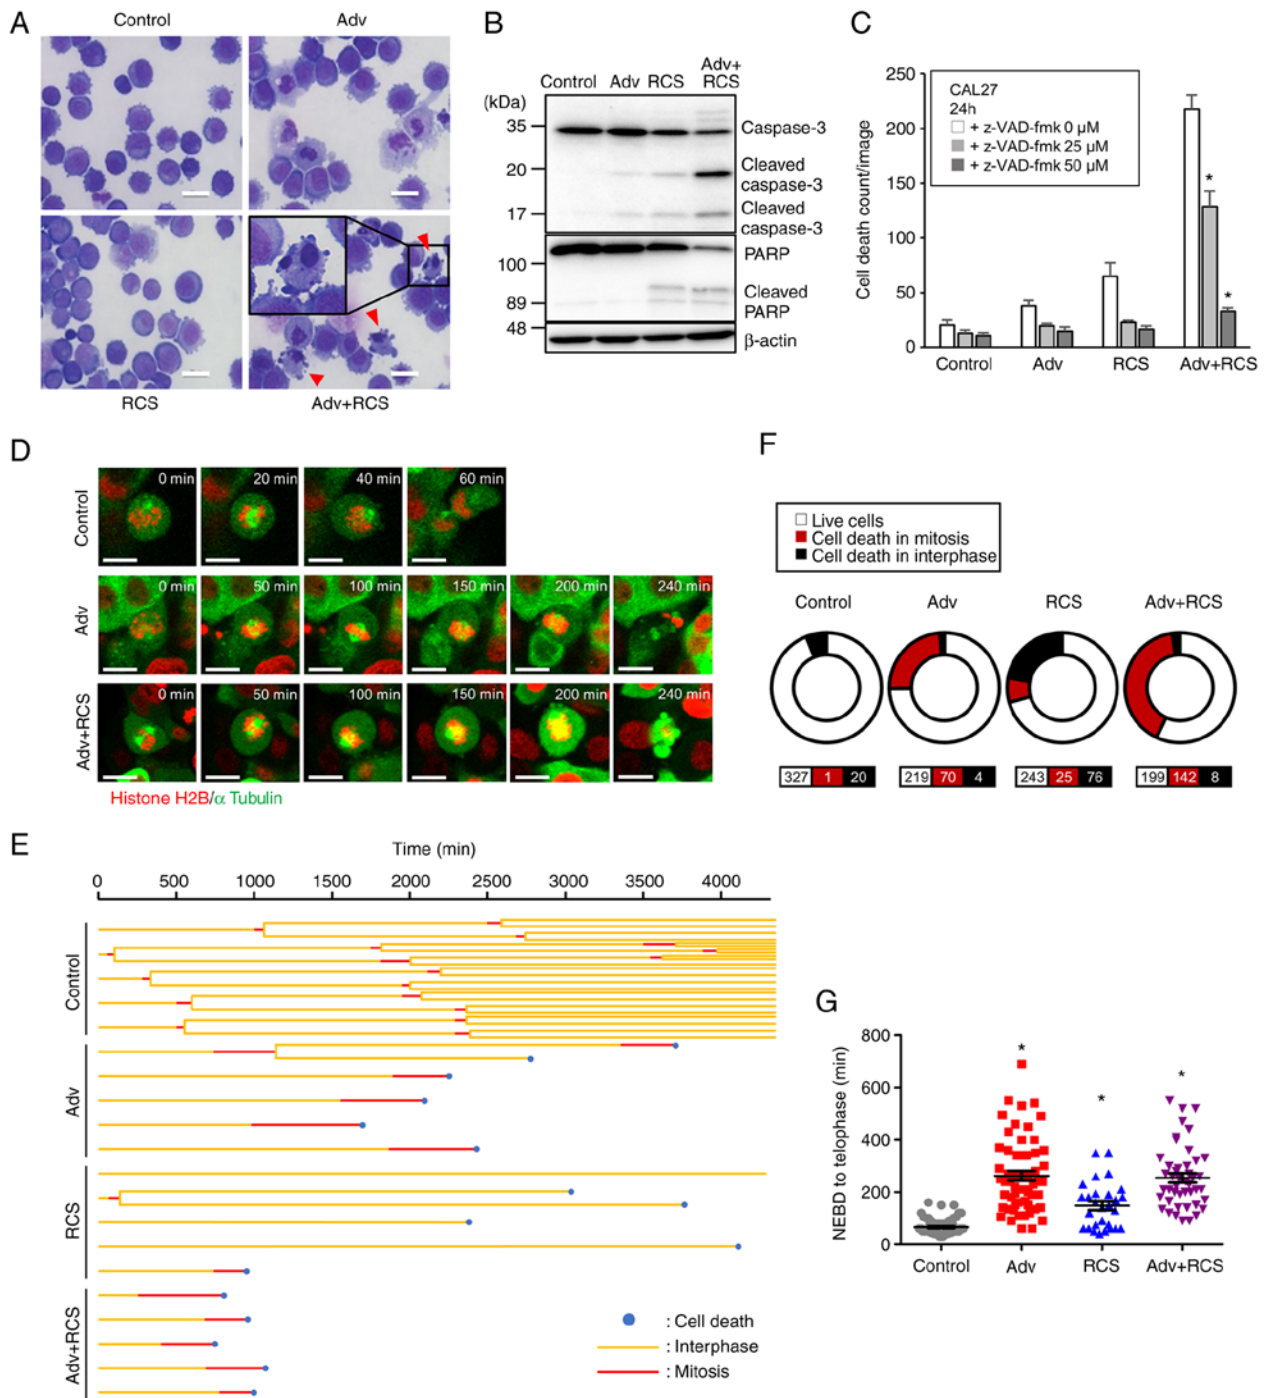 A
Control
Adv
RCS
Adv+RCS
B
Control Adv RCS Adv+
RCS
(kDa)
35
20
17
100
89
48
Caspase-3
Cleaved
caspase-3
Cleaved
caspase-3
PARP
Cleaved
PARP
β-actin
C
Cell death count/image
250
200
150
100
50
0
CAL27
24h
+ z-VAD-fmk 0 µM
+ z-VAD-fmk 25 µM
+ z-VAD-fmk 50 µM
*
*
Control Adv RCS Adv+RCS
D
Control
0 min 20 min 40 min 60 min
Adv
0 min 50 min 100 min 150 min 200 min 240 min
Adv+RCS
0 min 50 min 100 min 150 min 200 min 240 min
Histone H2B/α Tubulin
F
Live cells
Cell death in mitosis
Cell death in interphase
Control Adv RCS Adv+RCS
327 1 20 219 70 4 243 25 76 199 142 8
E
Time (min)
0 500 1000 1500 2000 2500 3000 3500 4000
Control
Adv
RCS
Adv+RCS
: Cell death
: Interphase
: Mitosis
G
NEBD to telophase (min)
800
600
400
200
0
* * *
Control Adv RCS Adv+RCS